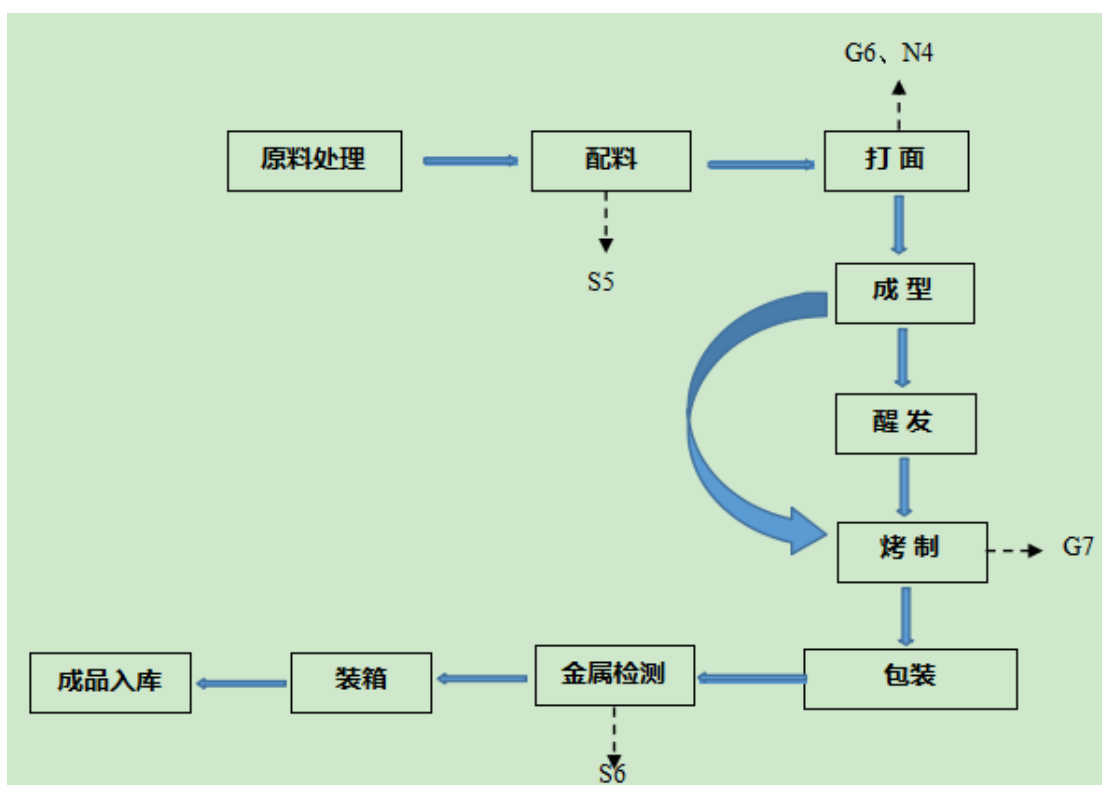 G6、N4
原料处理
配料
打 面
S5
成 型
醒 发
烤 制
G7
成品入库
装箱
金属检测
包装
S6